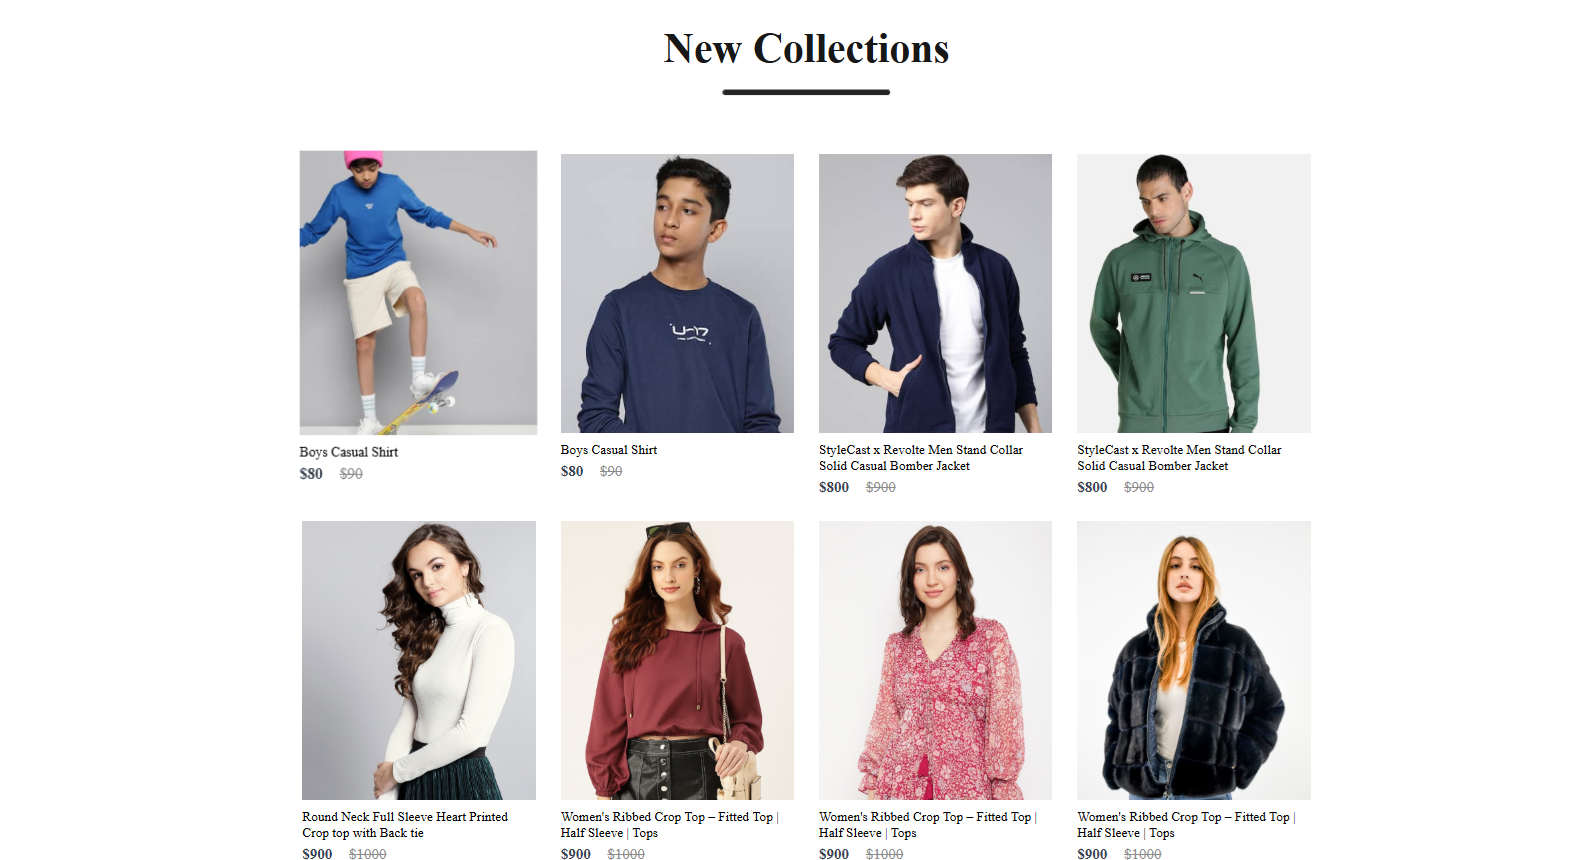 New Collections
Boys Casual Shirt
$80 $90
Boys Casual Shirt
$80 $90
StyleCast x Revolte Men Stand Collar
Solid Casual Bomber Jacket
$800 $900
StyleCast x Revolte Men Stand Collar
Solid Casual Bomber Jacket
$800 $900
Round Neck Full Sleeve Heart Printed
Crop top with Back tie
$900 $1000
Women's Ribbed Crop Top – Fitted Top |
Half Sleeve | Tops
$900 $1000
Women's Ribbed Crop Top – Fitted Top |
Half Sleeve | Tops
$900 $1000
Women's Ribbed Crop Top – Fitted Top |
Half Sleeve | Tops
$900 $1000